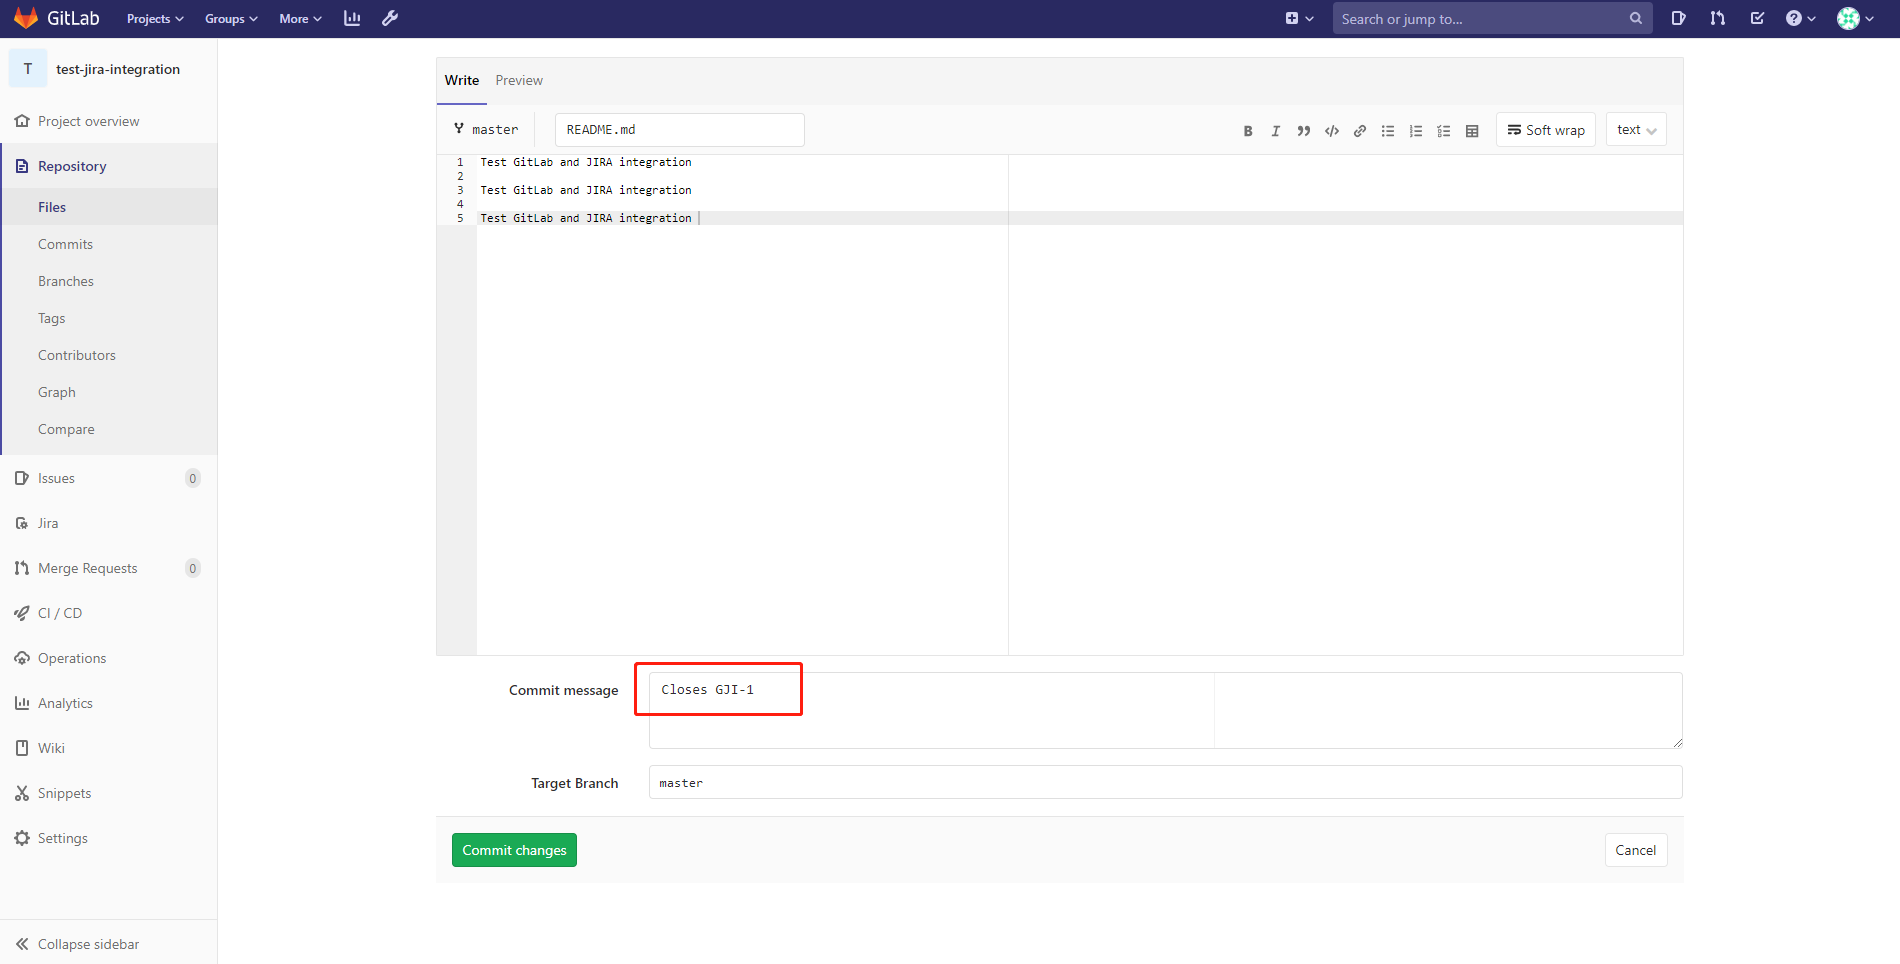 GitLab Projects Groups More Search or jump to...
T test-jira-integration
Project overview
Repository
Files
Commits
Branches
Tags
Contributors
Graph
Compare
Issues 0
Jira
Merge Requests 0
CI / CD
Operations
Analytics
Wiki
Snippets
Settings
Collapse sidebar
Write Preview
master README.md Soft wrap text
1 Test GitLab and JIRA integration
2
3 Test GitLab and JIRA integration
4
5 Test GitLab and JIRA integration
Commit message Closes GJI-1
Target Branch master
Commit changes Cancel